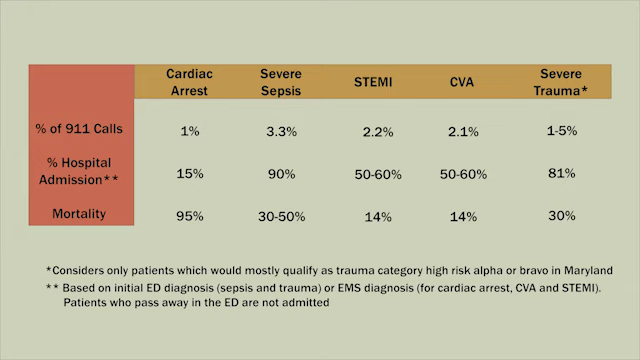 Cardiac Arrest Severe Sepsis STEMI CVA Severe Trauma*
% of 911 Calls 1% 3.3% 2.2% 2.1% 1-5%
% Hospital Admission** 15% 90% 50-60% 50-60% 81%
Mortality 95% 30-50% 14% 14% 30%
*Considers only patients which would mostly qualify as trauma category high risk alpha or bravo in Maryland
** Based on initial ED diagnosis (sepsis and trauma) or EMS diagnosis (for cardiac arrest, CVA and STEMI).
Patients who pass away in the ED are not admitted